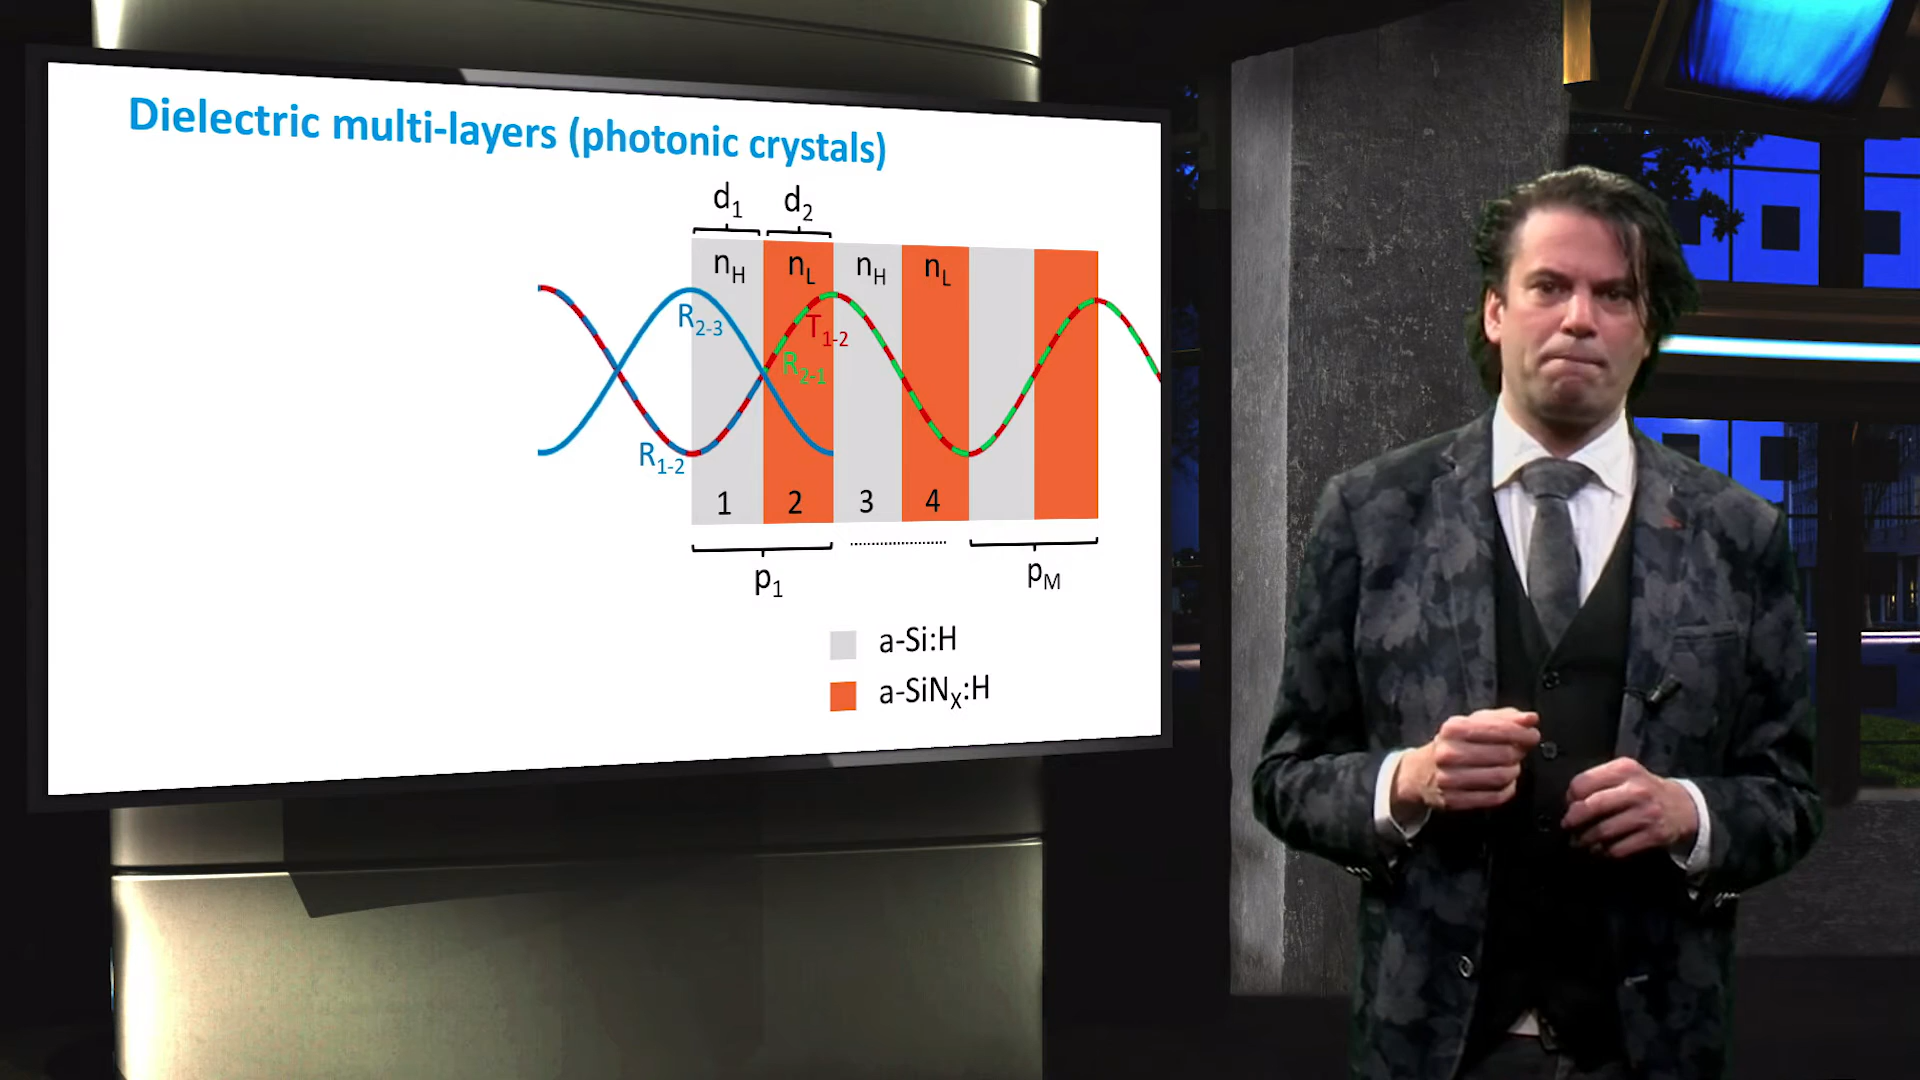 Dielectric multi-layers (photonic crystals)
d1 d2
nH nL nH nL
R2-3
T1-2
R2-1
R1-2
1 2 3 4
p1 pM
a-Si:H
a-SiNX:H